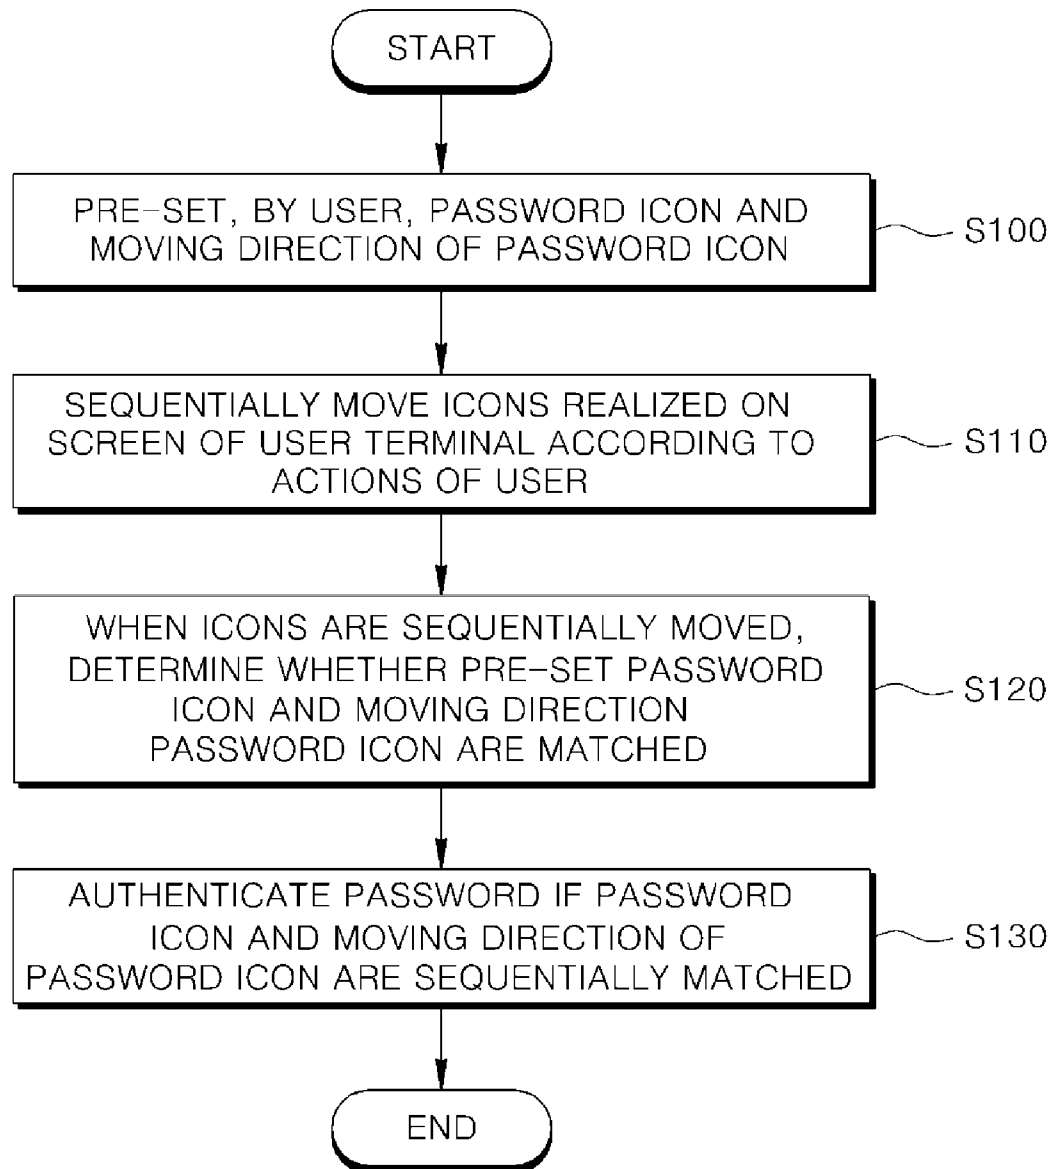 START
PRE-SET, BY USER, PASSWORD ICON AND
MOVING DIRECTION OF PASSWORD ICON
S100
SEQUENTIALLY MOVE ICONS REALIZED ON
SCREEN OF USER TERMINAL ACCORDING TO
ACTIONS OF USER
S110
WHEN ICONS ARE SEQUENTIALLY MOVED,
DETERMINE WHETHER PRE-SET PASSWORD
ICON AND MOVING DIRECTION
PASSWORD ICON ARE MATCHED
S120
AUTHENTICATE PASSWORD IF PASSWORD
ICON AND MOVING DIRECTION OF
PASSWORD ICON ARE SEQUENTIALLY MATCHED
S130
END